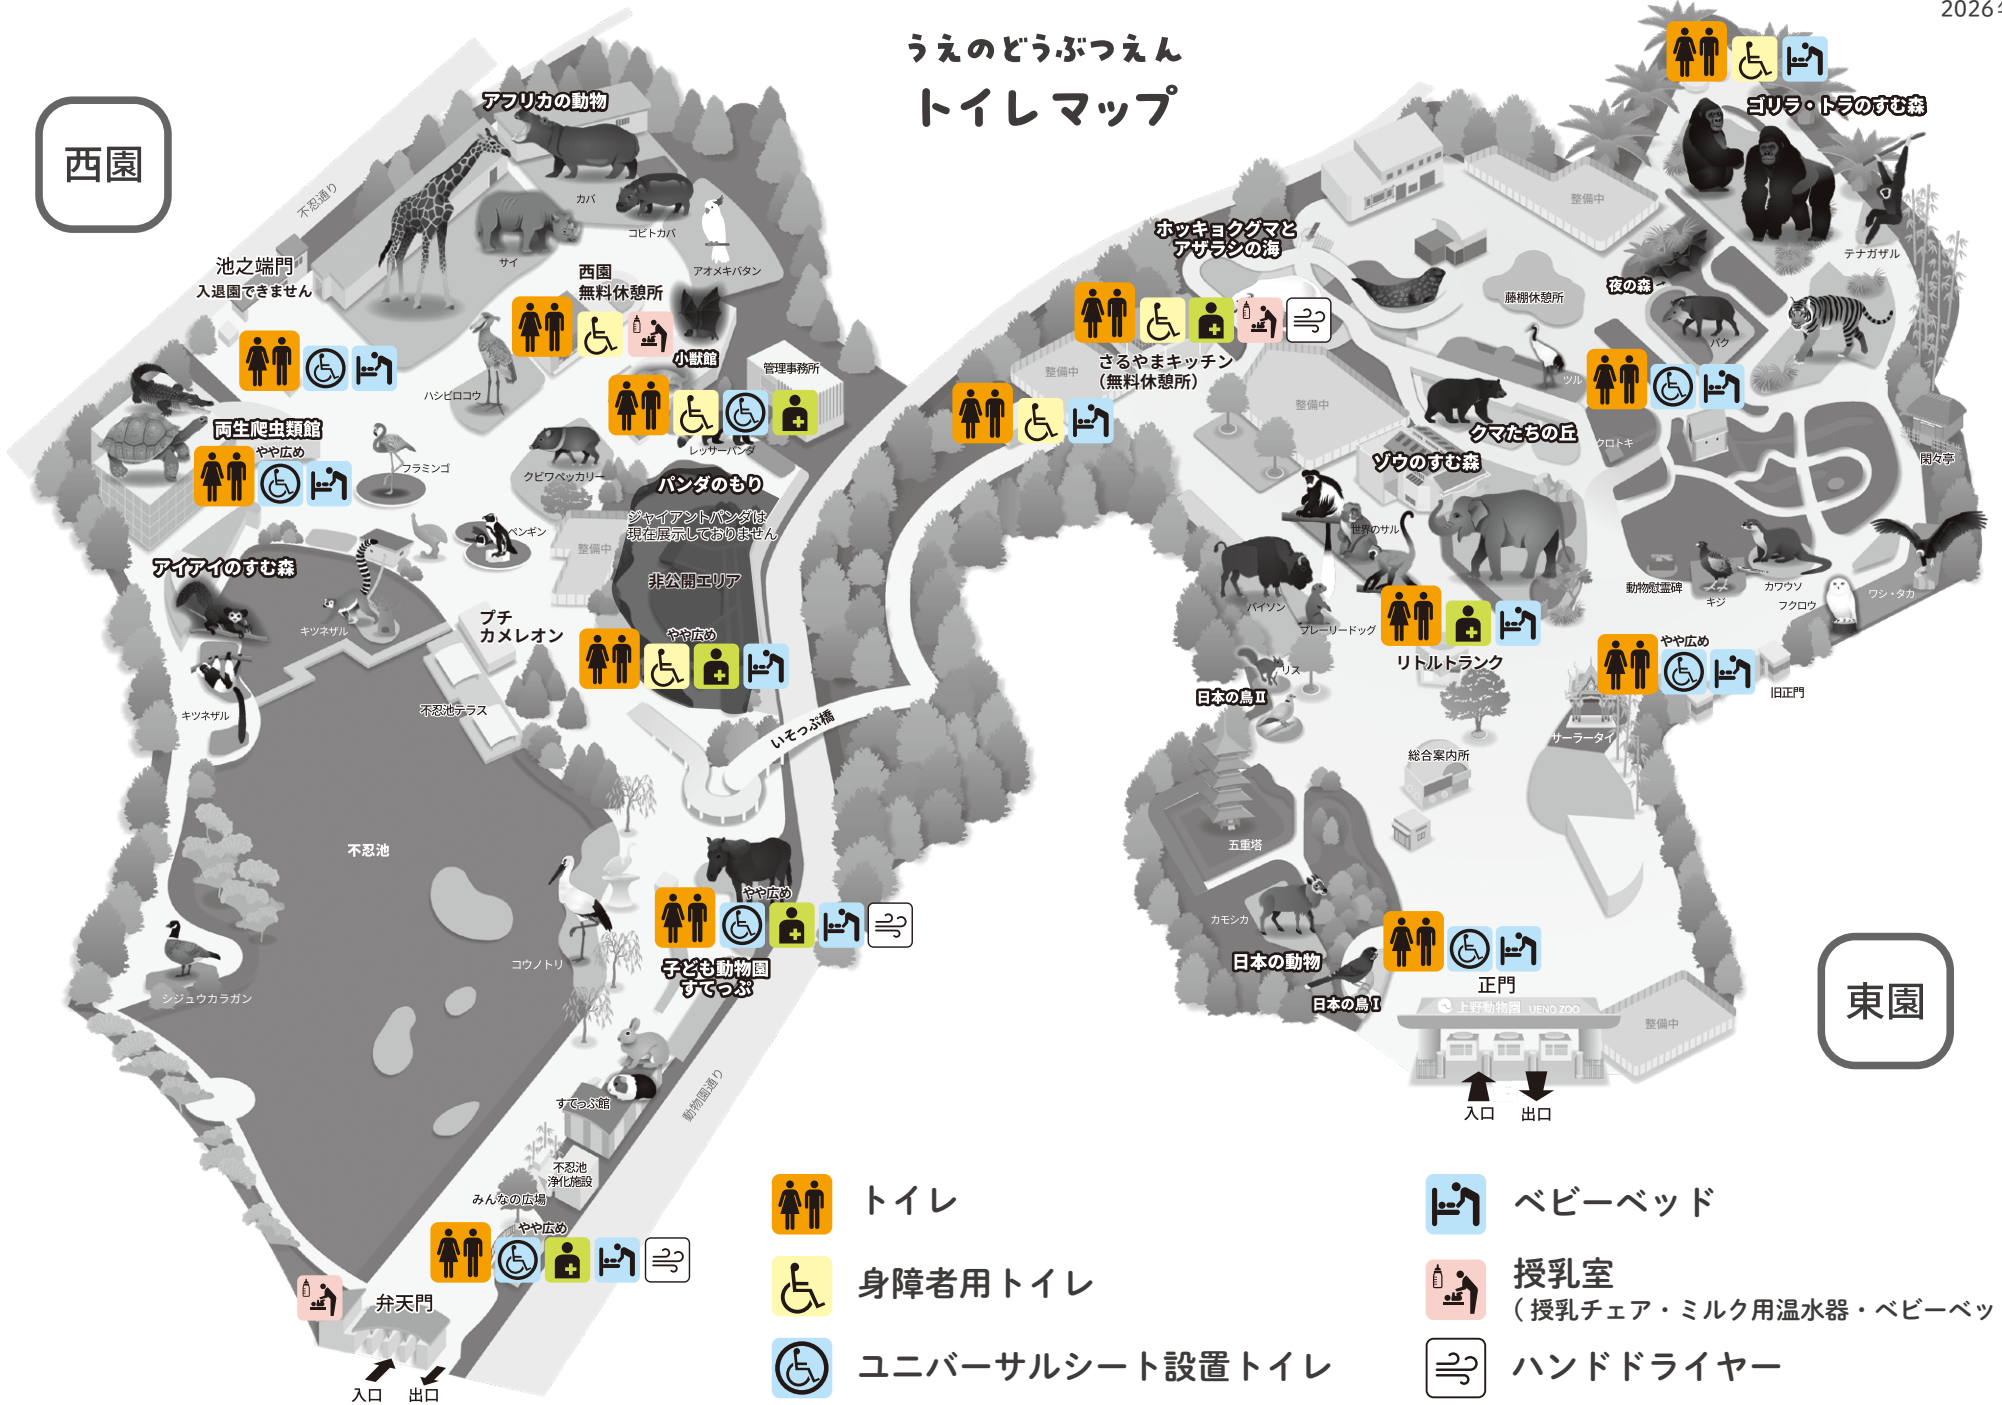 2026
うえのどうぶつえん
トイレ マップ
西園
アフリカの動物
不忍通り
カバ
コビトカバ
サイ
アオメキバタン
池之端門
入退園できません
西園
無料休憩所
小獣館
管理事務所
ハシビロコウ
両生爬虫類館
やや広め
フラミンゴ
クビワペッカリー
レッサーパンダ
パンダのもり
ジャイアントパンダは
現在展示しておりません
ペンギン
整備中
非公開エリア
アイアイのすむ森
キツネザル
プチ
カメレオン
やや広め
キツネザル
不忍池テラス
いそっぷ橋
不忍池
やや広め
コウノトリ
子ども動物園
すてっぷ
シジュウカラガン
すてっぷ館
動物園通り
不忍池
浄化施設
みんなの広場
やや広め
弁天門
入口
出口
ゴリラ・トラのすむ森
整備中
ホッキョクグマと
アザラシの海
テナガザル
夜の森
藤棚休憩所
バク
さるやまキッチン
（無料休憩所）
整備中
整備中
ツル
クマたちの丘
クロトキ
閑々亭
ゾウのすむ森
世界のサル
バイソン
プレーリードッグ
動物慰霊碑
キジ
カワウソ
フクロウ
ワシ・タカ
リス
リトルトランク
やや広め
日本の鳥Ⅱ
旧正門
サーラータイ
総合案内所
五重塔
カモシカ
日本の動物
日本の鳥Ⅰ
正門
上野動物園 UENO ZOO
整備中
東園
入口
出口
トイレ
身障者用トイレ
ユニバーサルシート設置トイレ
ベビーベッド
授乳室
（授乳チェア・ミルク用温水器・ベビーベッ
ハンドドライヤー